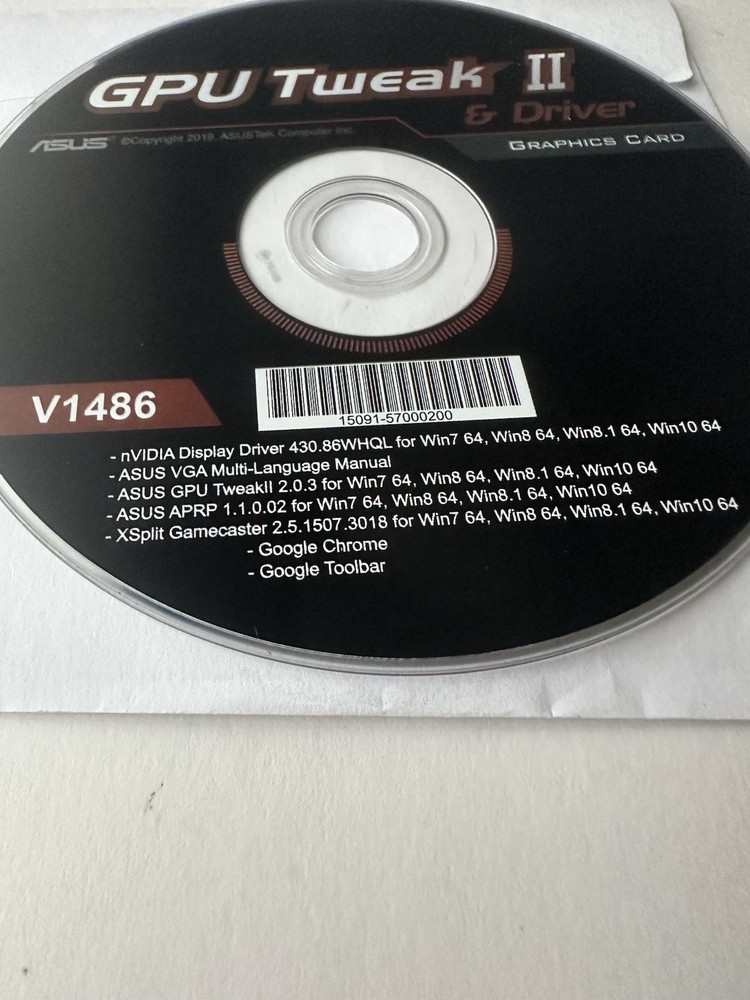 GPU Tweak II
& Driver
ASUS ©Copyright 2019. ASUSTeK Computer Inc.
GRAPHICS CARD
V1486
15091-57000200
- nVIDIA Display Driver 430.86WHQL for Win7 64, Win8 64, Win8.1 64, Win10 64
- ASUS VGA Multi-Language Manual
- ASUS GPU TweakII 2.0.3 for Win7 64, Win8 64, Win8.1 64, Win10 64
- ASUS APRP 1.1.0.02 for Win7 64, Win8 64, Win8.1 64, Win10 64
- XSplit Gamecaster 2.5.1507.3018 for Win7 64, Win8 64, Win8.1 64, Win10 64
- Google Chrome
- Google Toolbar